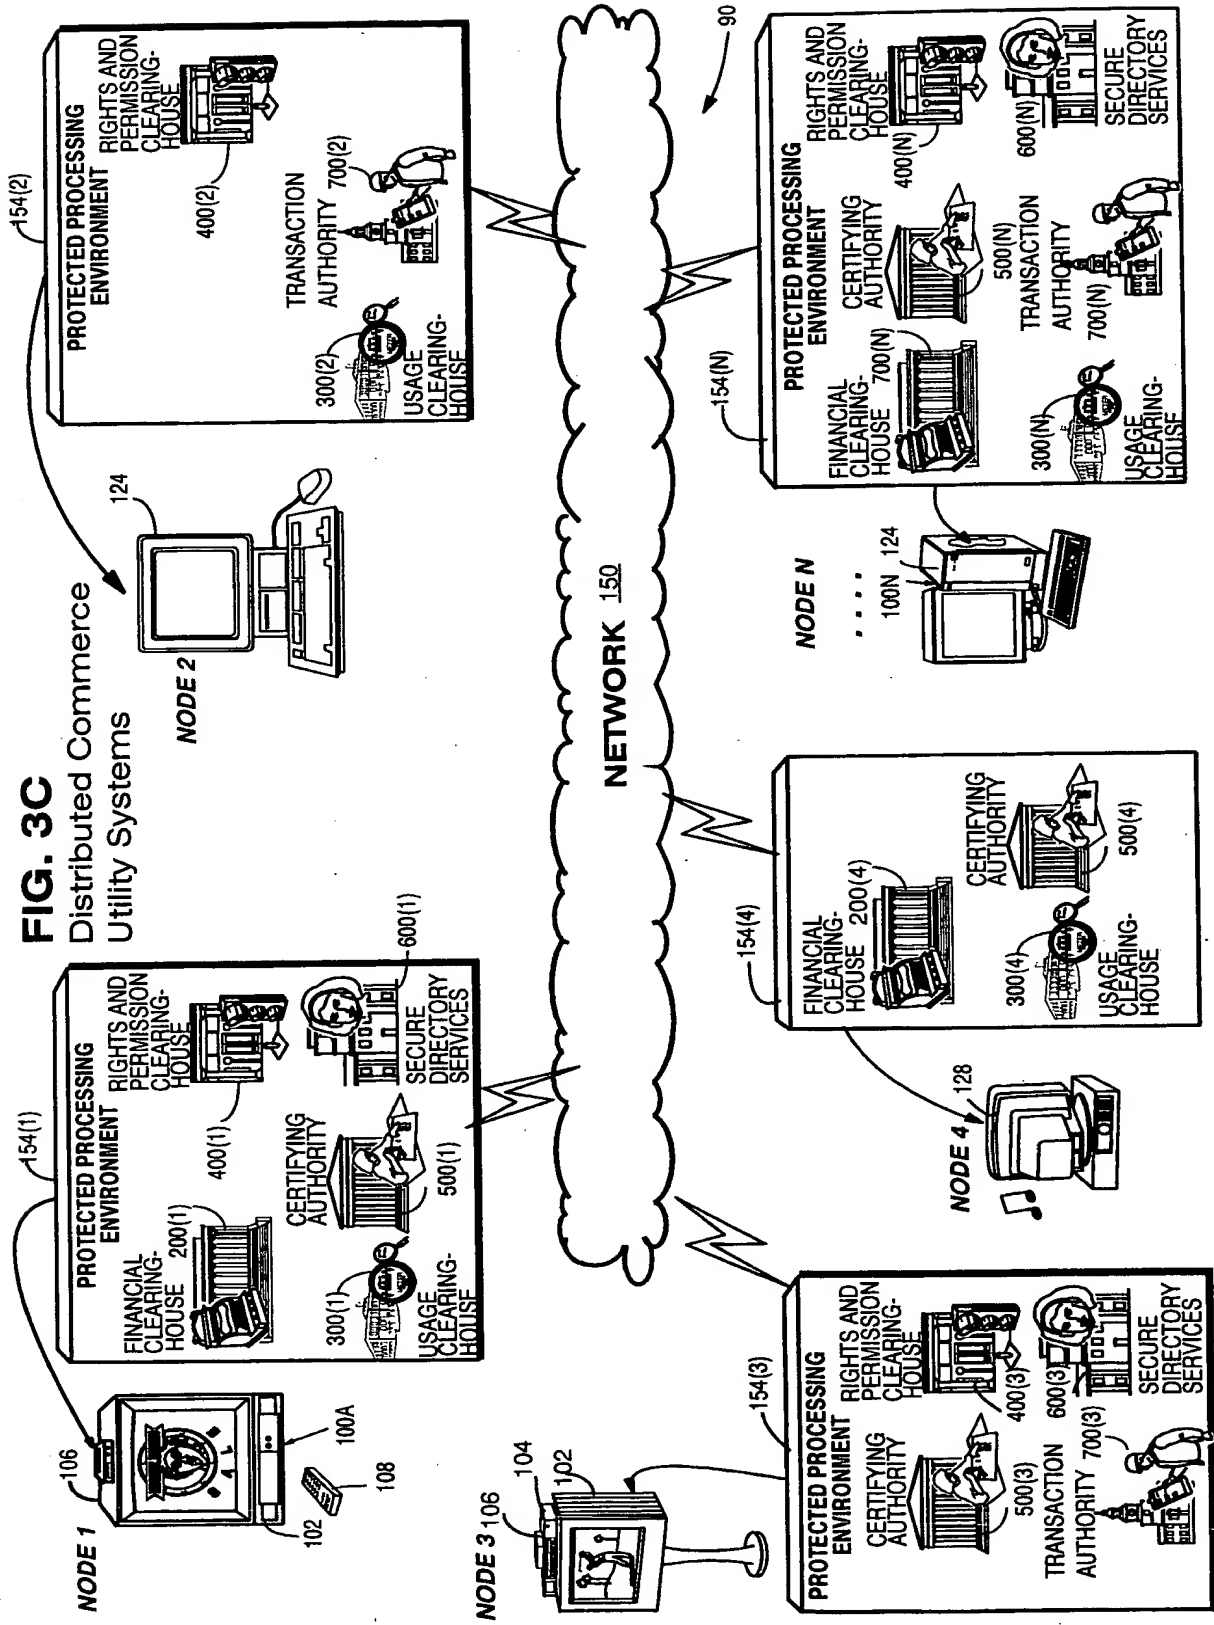 FIG. 3C
Distributed Commerce
Utility Systems
NODE 1
106
102
100A
108
154(1)
PROTECTED PROCESSING
ENVIRONMENT
FINANCIAL
CLEARING-
HOUSE 200(1)
RIGHTS AND
PERMISSION
CLEARING-
HOUSE
400(1)
CERTIFYING
AUTHORITY
500(1)
300(1)
USAGE
CLEARING-
HOUSE
600(1)
SECURE
DIRECTORY
SERVICES
NODE 2
124
154(2)
PROTECTED PROCESSING
ENVIRONMENT
RIGHTS AND
PERMISSION
CLEARING-
HOUSE
400(2)
TRANSACTION
AUTHORITY 700(2)
300(2)
USAGE
CLEARING-
HOUSE
NETWORK 150
90
NODE 3
106
104
102
154(3)
PROTECTED PROCESSING
ENVIRONMENT
CERTIFYING
AUTHORITY
500(3)
RIGHTS AND
PERMISSION
CLEARING-
HOUSE
400(3)
TRANSACTION
AUTHORITY 700(3)
600(3)
SECURE
DIRECTORY
SERVICES
NODE 4
128
154(4)
FINANCIAL
CLEARING-
HOUSE 200(4)
CERTIFYING
AUTHORITY
500(4)
300(4)
USAGE
CLEARING-
HOUSE
NODE N
. . . .
100N
124
154(N)
PROTECTED PROCESSING
ENVIRONMENT
FINANCIAL
CLEARING-
HOUSE 700(N)
CERTIFYING
AUTHORITY
500(N)
RIGHTS AND
PERMISSION
CLEARING-
HOUSE
400(N)
300(N)
USAGE
CLEARING-
HOUSE
TRANSACTION
AUTHORITY
700(N)
600(N)
SECURE
DIRECTORY
SERVICES